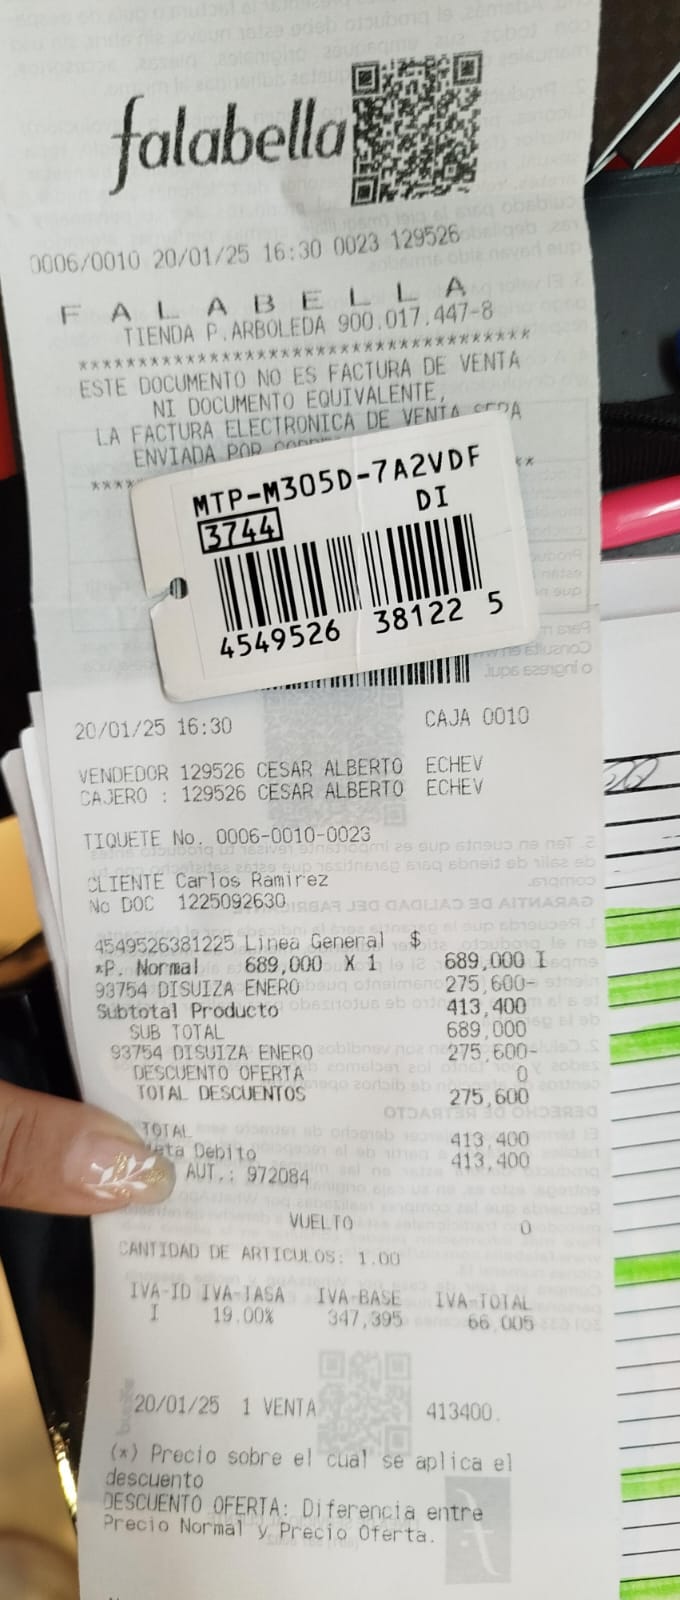 falabella
0006/0010 20/01/25 16:30 0023 129526
F A L A B E L L A
TIENDA P.ARBOLEDA 900.017.447-8
***********************************
ESTE DOCUMENTO NO ES FACTURA DE VENTA
NI DOCUMENTO EQUIVALENTE,
LA FACTURA ELECTRONICA DE VENTA SERA
ENVIADA POR
MTP-M305D-7A2VDF
DI
3744
4549526 38122 5
20/01/25 16:30 CAJA 0010
VENDEDOR 129526 CESAR ALBERTO ECHEV
CAJERO : 129526 CESAR ALBERTO ECHEV
TIQUETE No. 0006-0010-0023
CLIENTE Carlos Ramirez
No DOC 1225092630
4549526381225 Linea General $
*P. Normal 689,000 X 1 689,000 I
93754 DISUIZA ENERO 275,600-
Subtotal Producto 413,400
SUB TOTAL 689,000
93754 DISUIZA ENERO 275,600-
DESCUENTO OFERTA 0
TOTAL DESCUENTOS 275,600
TOTAL 413,400
Debito 413,400
AUT.: 972084
VUELTO 0
CANTIDAD DE ARTICULOS: 1.00
IVA-ID IVA-TASA IVA-BASE IVA-TOTAL
I 19.00% 347,395 66,005
20/01/25 1 VENTA 413400.
(*) Precio sobre el cual se aplica el
descuento
DESCUENTO OFERTA: Diferencia entre
Precio Normal y Precio Oferta.